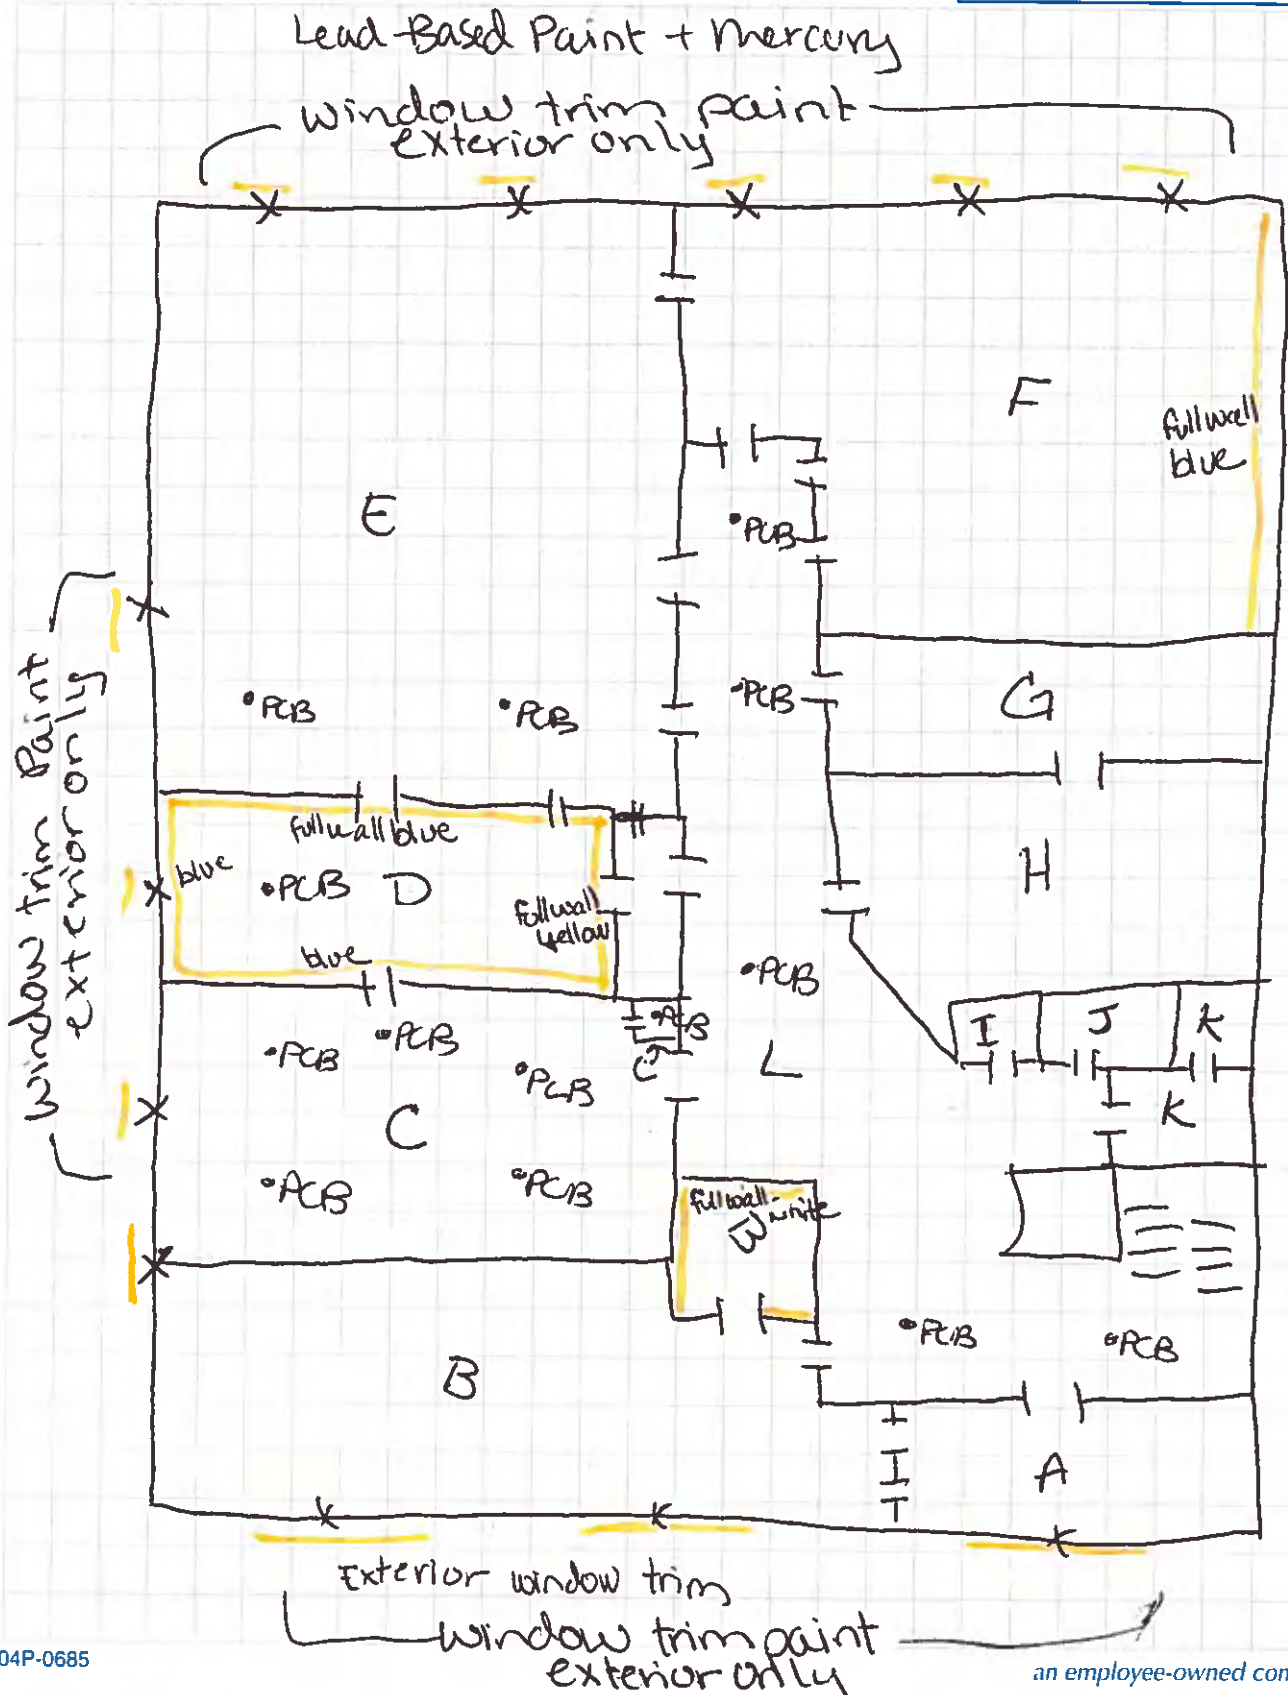 Lead-Based Paint + Mercury
window trim paint
exterior only
F
full wall
blue
E
•PCB
window trim Paint
exterior only
•PCB
•PCB
•PCB
G
full wall blue
blue
•PCB
D
full wall
yellow
H
blue
•PCB
•PCB
•PCB
•PCB
C
•PCB
L
I
J
K
K
C
•PCB
•PCB
full wall-
white
B
•PCB
•PCB
A
Exterior window trim
window trim paint
exterior only
04P-0685
an employee-owned com